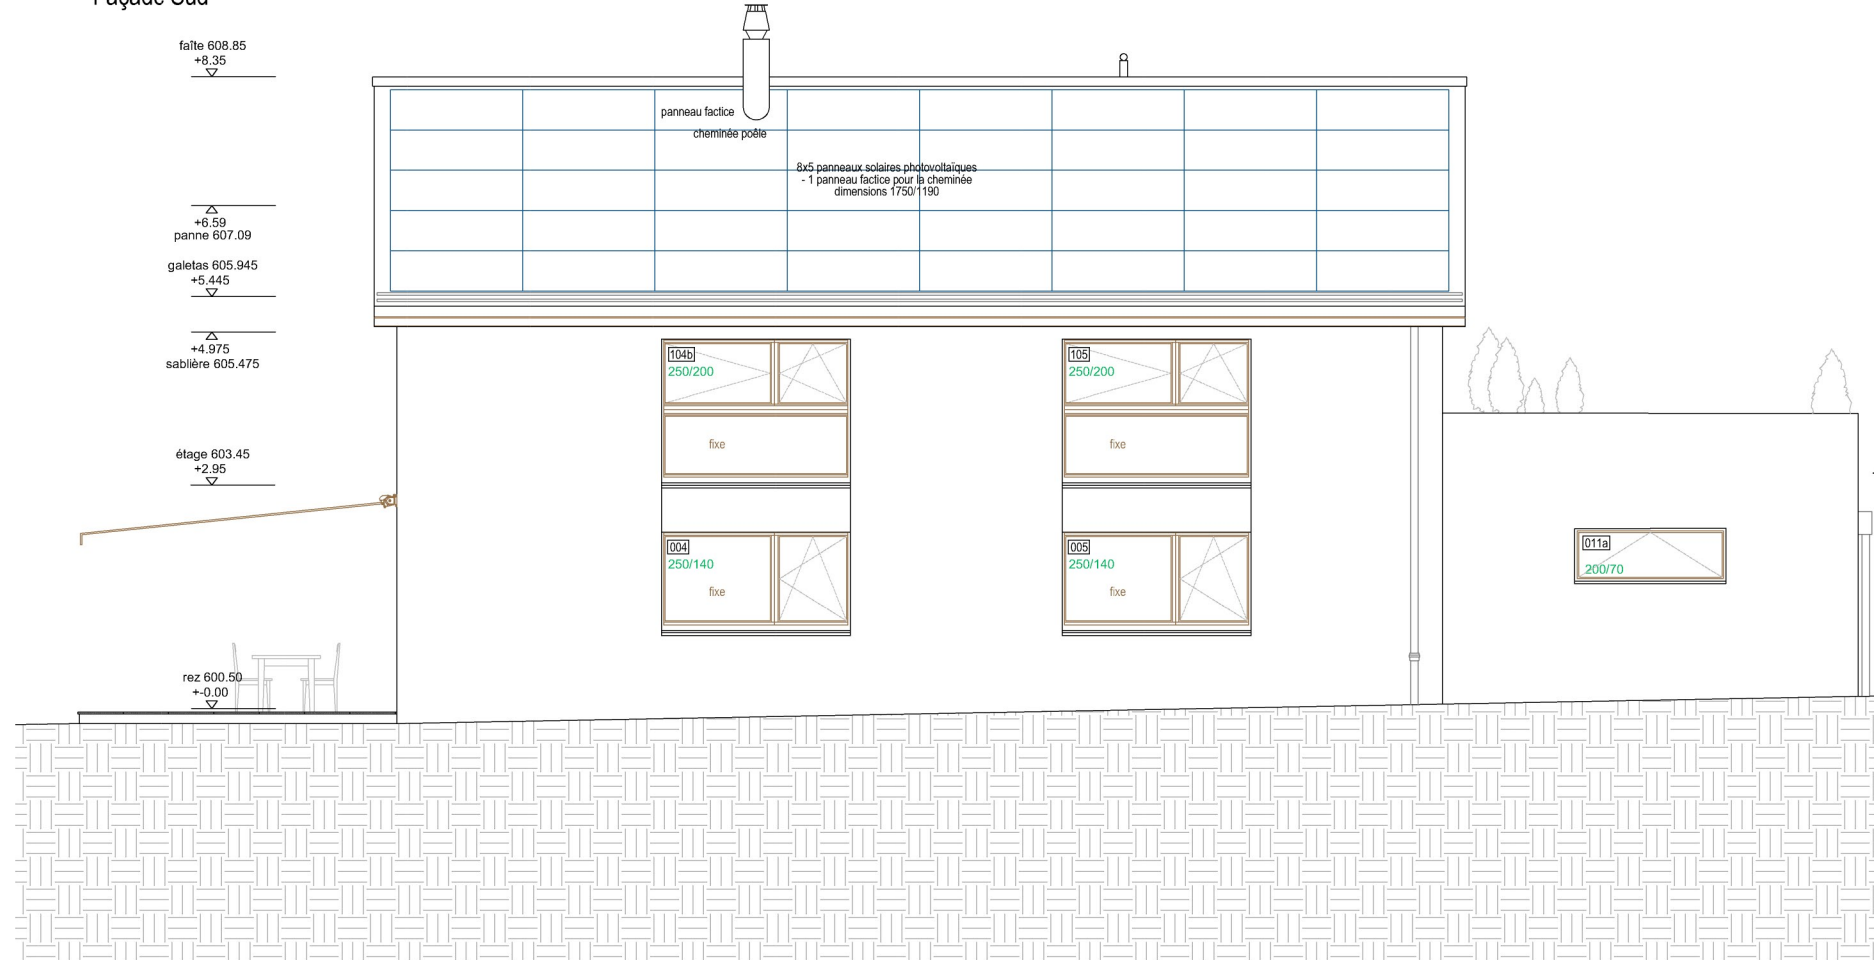 Façade Sud
faîte 608.85
+8.35
+6.59
panne 607.09
galetas 605.945
+5.445
+4.975
sablière 605.475
étage 603.45
+2.95
rez 600.50
+-0.00
panneau factice
cheminée poêle
8x5 panneaux solaires photovoltaïques
- 1 panneau factice pour la cheminée
dimensions 1750/1190
104b
250/200
fixe
105
250/200
fixe
004
250/140
fixe
005
250/140
fixe
011a
200/70